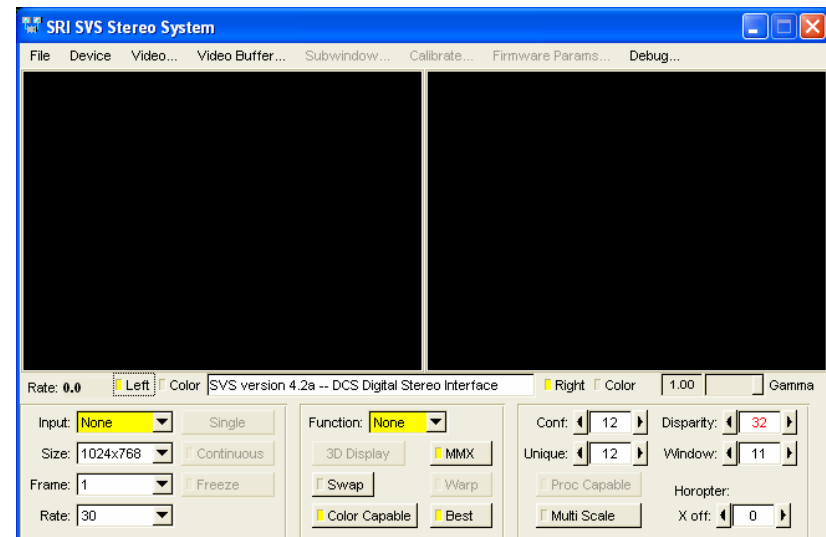 SRI SVS Stereo System
File Device Video... Video Buffer... Subwindow... Calibrate... Firmware Params... Debug...
Rate: 0.0 Left Color SVS version 4.2a -- DCS Digital Stereo Interface Right Color 1.00 Gamma
Input: None Single Function: None Conf: 12 Disparity: 32
Size: 1024x768 Continuous 3D Display MMX Unique: 12 Window: 11
Frame: 1 Freeze Swap Warp Proc Capable Horopter:
Rate: 30 Color Capable Best Multi Scale X off: 0